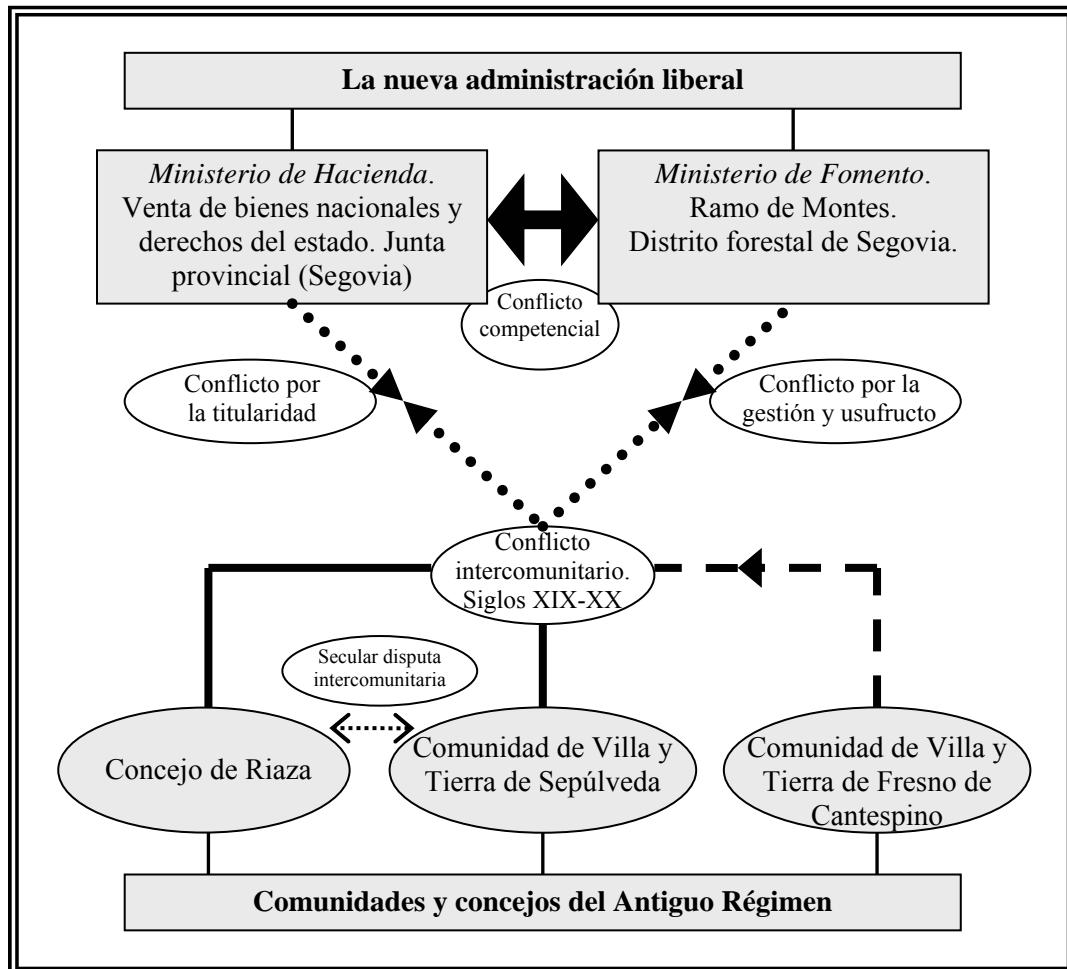 La nueva administración liberal
Ministerio de Hacienda.
Venta de bienes nacionales y
derechos del estado. Junta
provincial (Segovia)
Ministerio de Fomento.
Ramo de Montes.
Distrito forestal de Segovia.
Conflicto
competencial
Conflicto por
la titularidad
Conflicto por la
gestión y usufructo
Conflicto
intercomunitario.
Siglos XIX-XX
Secular disputa
intercomunitaria
Concejo de Riaza
Comunidad de Villa y
Tierra de Sepúlveda
Comunidad de Villa y
Tierra de Fresno de
Cantespino
Comunidades y concejos del Antiguo Régimen